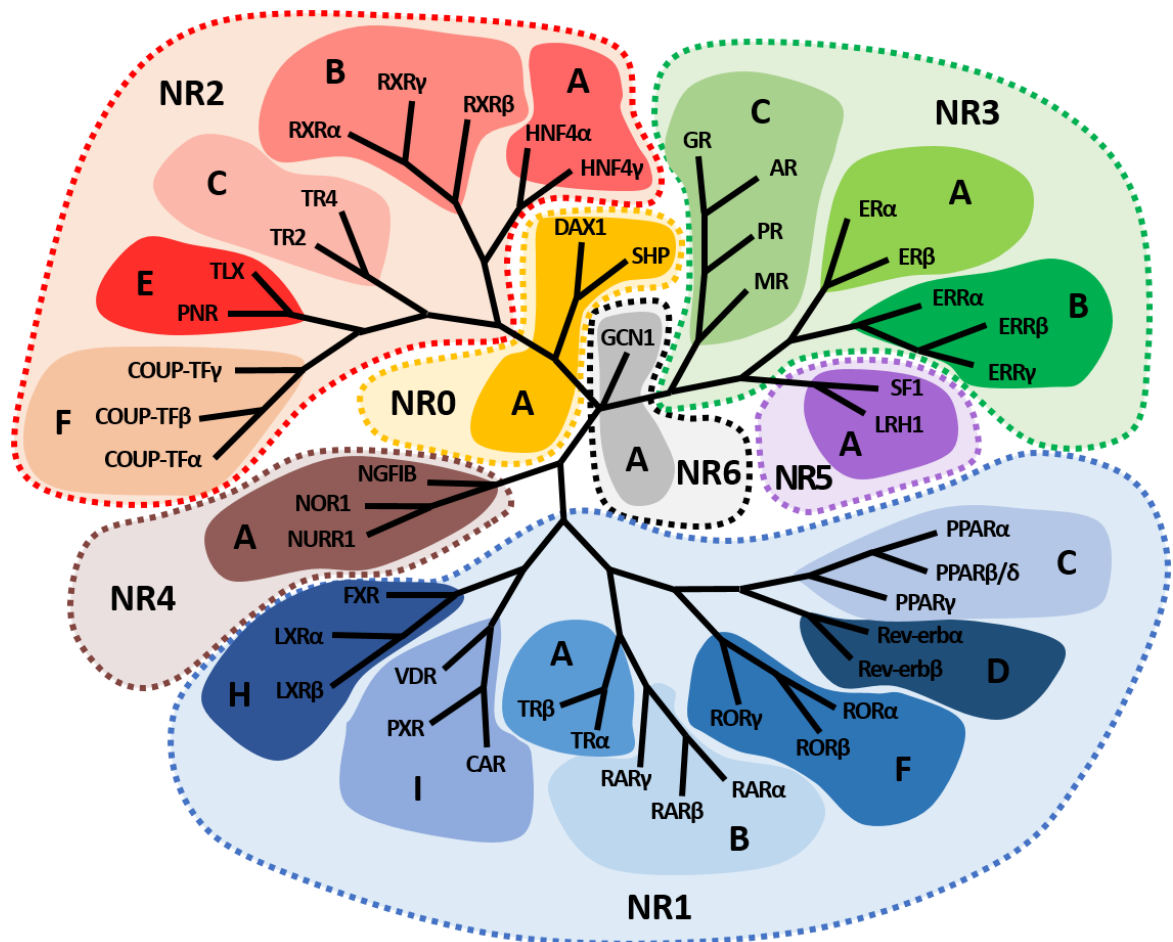 NR2
B
RXRγ
RXRβ
RXRα
A
HNF4α
HNF4γ
C
TR4
TR2
E
TLX
PNR
F
COUP-TFγ
COUP-TFβ
COUP-TFα
NR0
DAX1
SHP
A
GCN1
A
NR6
NR3
C
GR
AR
PR
MR
A
ERα
ERβ
B
ERRα
ERRβ
ERRγ
SF1
LRH1
A
NR5
NR4
A
NGFIB
NOR1
NURR1
NR1
FXR
LXRα
LXRβ
H
VDR
PXR
CAR
I
A
TRβ
TRα
RARγ
RARβ
RARα
B
RORγ
RORα
RORβ
F
PPARα
PPARβ/δ
PPARγ
C
Rev-erbα
Rev-erbβ
D